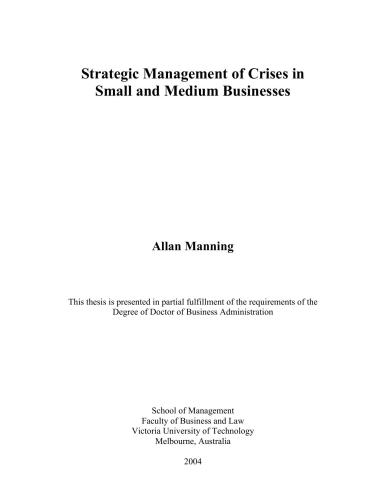 Strategic Management of Crises in
Small and Medium Businesses
Allan Manning
This thesis is presented in partial fulfillment of the requirements of the
Degree of Doctor of Business Administration
School of Management
Faculty of Business and Law
Victoria University of Technology
Melbourne, Australia
2004